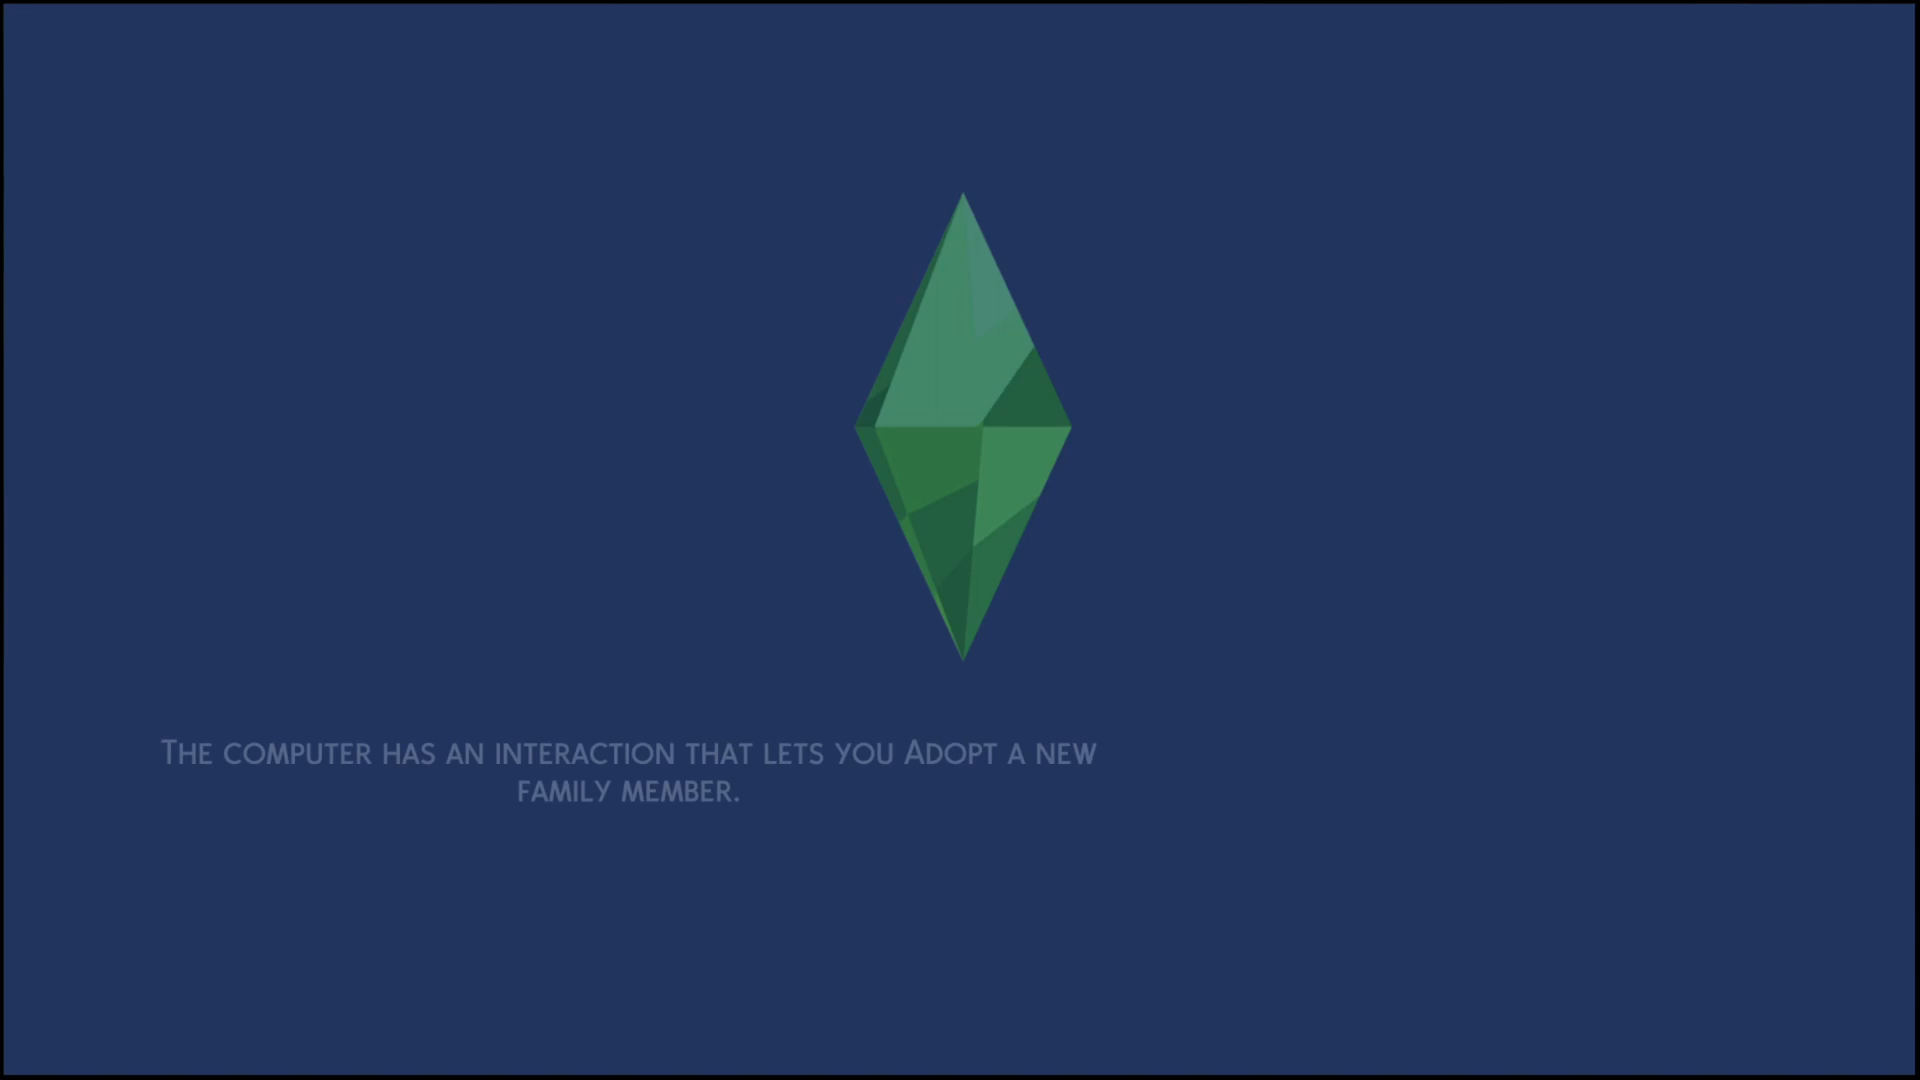 The computer has an interaction that lets you Adopt a new
family member.